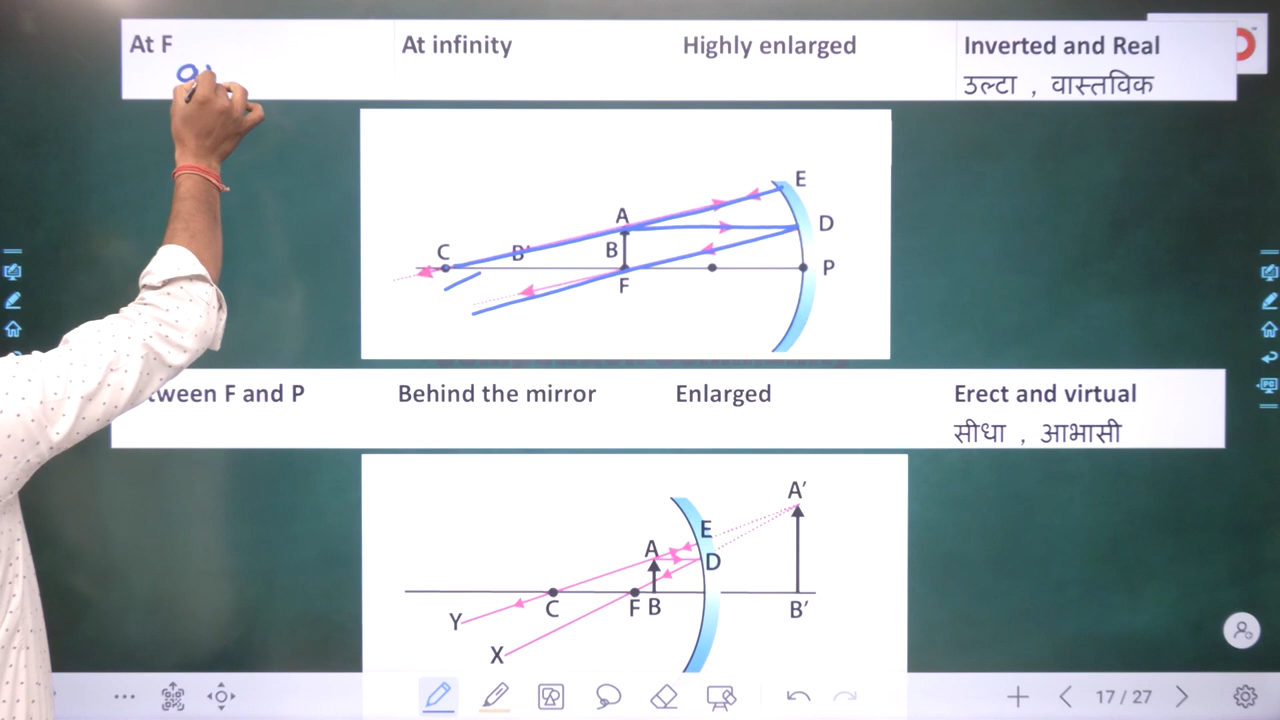 At F At infinity Highly enlarged Inverted and Real
उल्टा , वास्तविक
E
A D
C B' B
P
F
tween F and P Behind the mirror Enlarged Erect and virtual
सीधा , आभासी
A'
E
A
D
C F B B'
Y
X
17 / 27